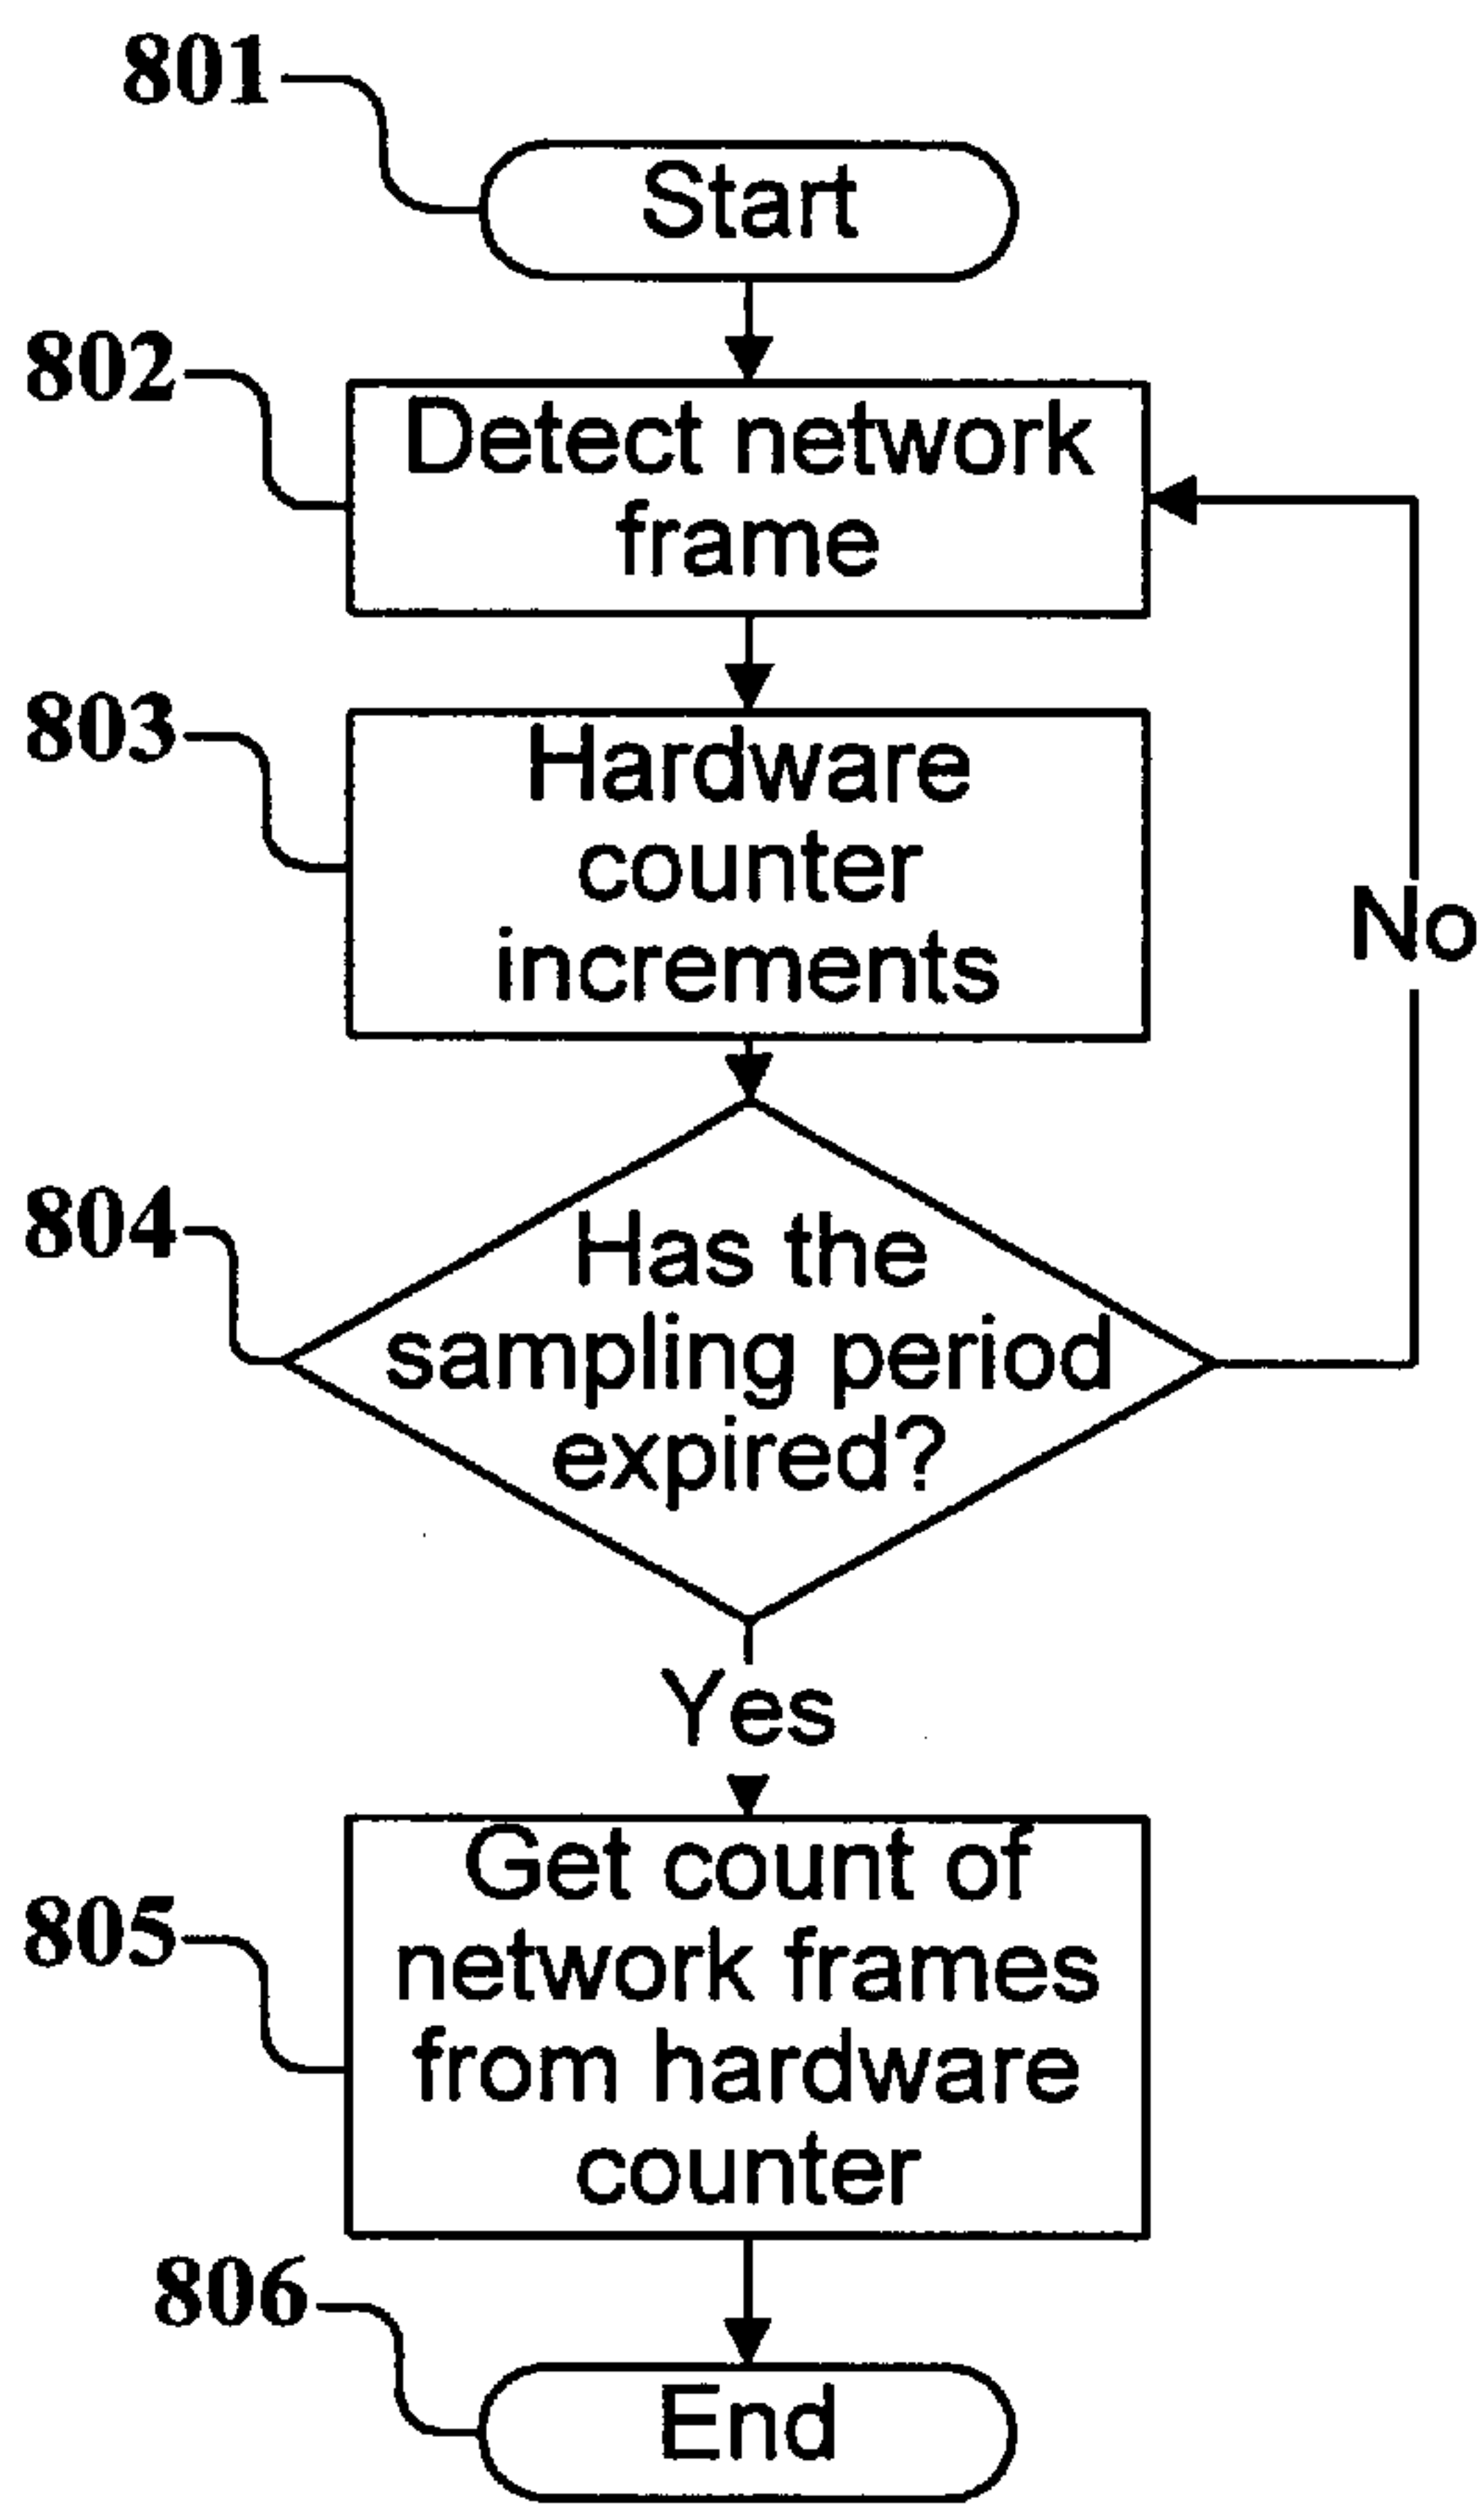 801
Start
802
Detect network
frame
803
Hardware
counter
increments
No
804
Has the
sampling period
expired?
Yes
805
Get count of
network frames
from hardware
counter
806
End